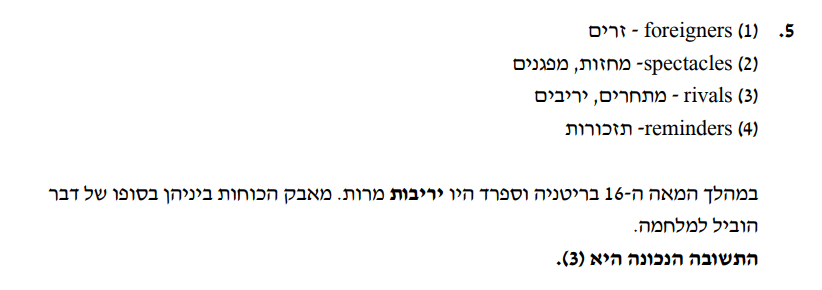 5. (1) foreigners - זרים
(2) spectacles- מחזות, מפגנים
(3) rivals - מתחרים, יריבים
(4) reminders- תזכורות
במהלך המאה ה-16 בריטניה וספרד היו יריבות מרות. מאבק הכוחות ביניהן בסופו של דבר
הוביל למלחמה.
התשובה הנכונה היא (3).